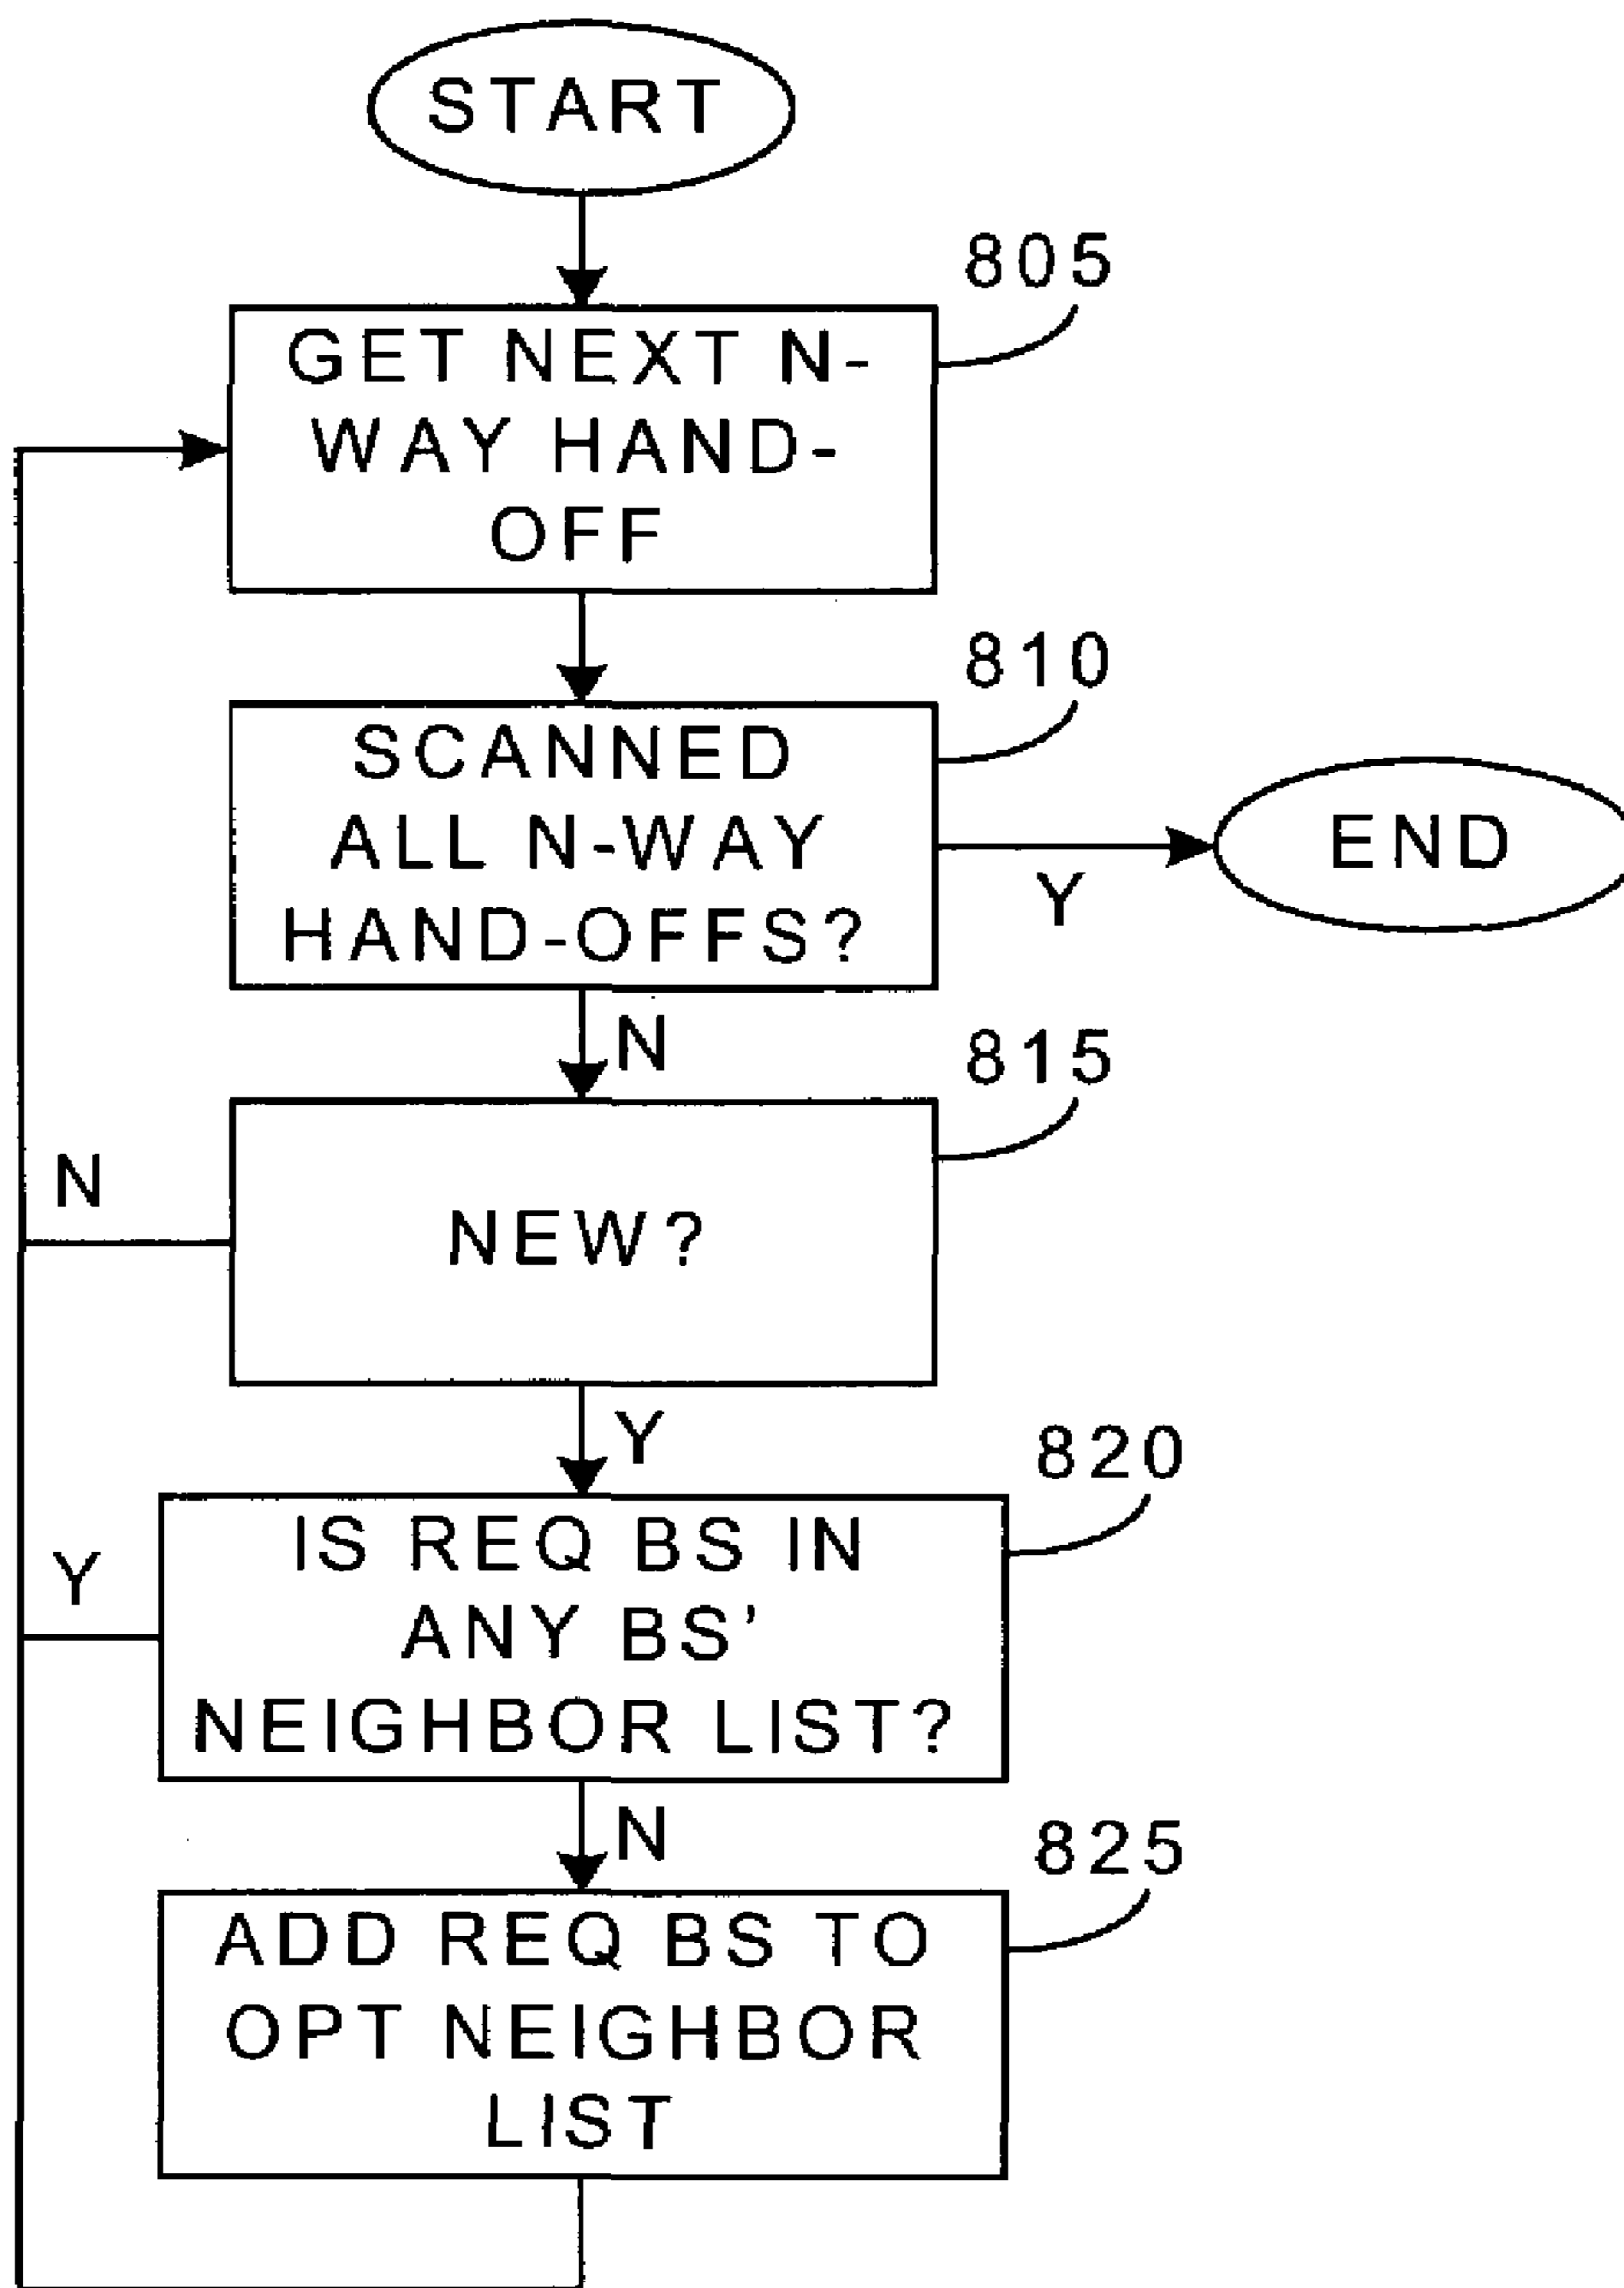 START
805
GET NEXT N-
WAY HAND-
OFF
810
SCANNED
ALL N-WAY
HAND-OFFS?
Y
END
N
815
NEW?
N
Y
820
IS REQ BS IN
ANY BS'
NEIGHBOR LIST?
Y
N
825
ADD REQ BS TO
OPT NEIGHBOR
LIST